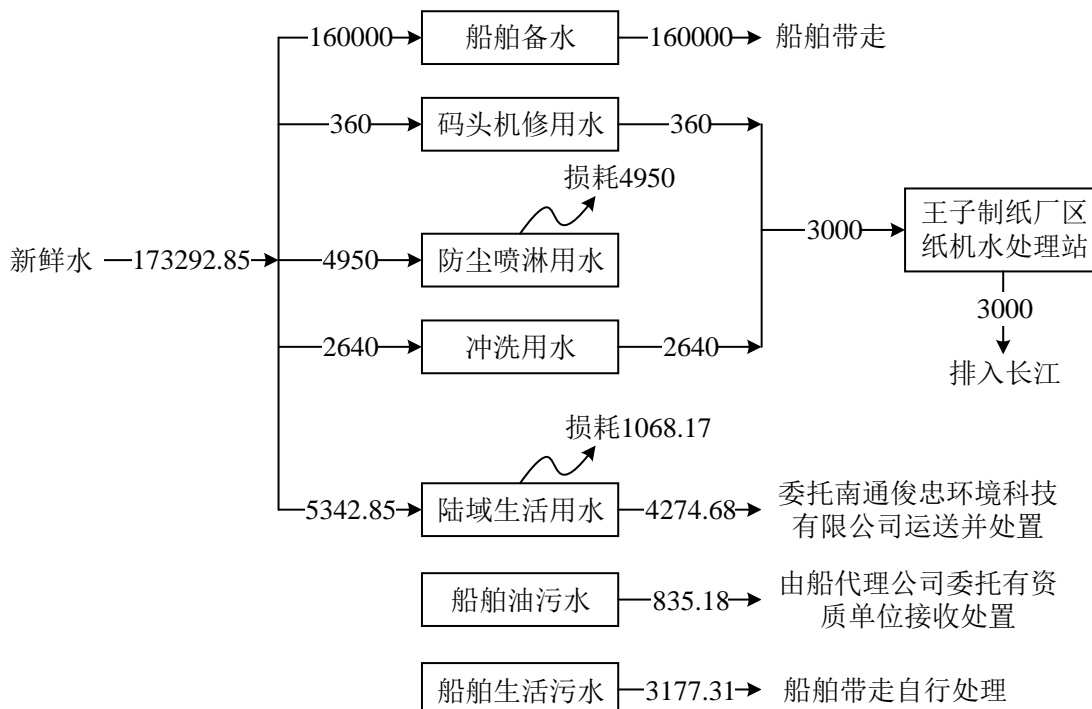 160000 船舶备水 160000 船舶带走
360 码头机修用水 360
损耗4950
新鲜水 173292.85 4950 防尘喷淋用水 3000 王子制纸厂区
纸机水处理站
3000
2640 冲洗用水 2640
排入长江
损耗1068.17
5342.85 陆域生活用水 4274.68 委托南通俊忠环境科技
有限公司运送并处置
船舶油污水 835.18 由船代理公司委托有资
质单位接收处置
船舶生活污水 3177.31 船舶带走自行处理